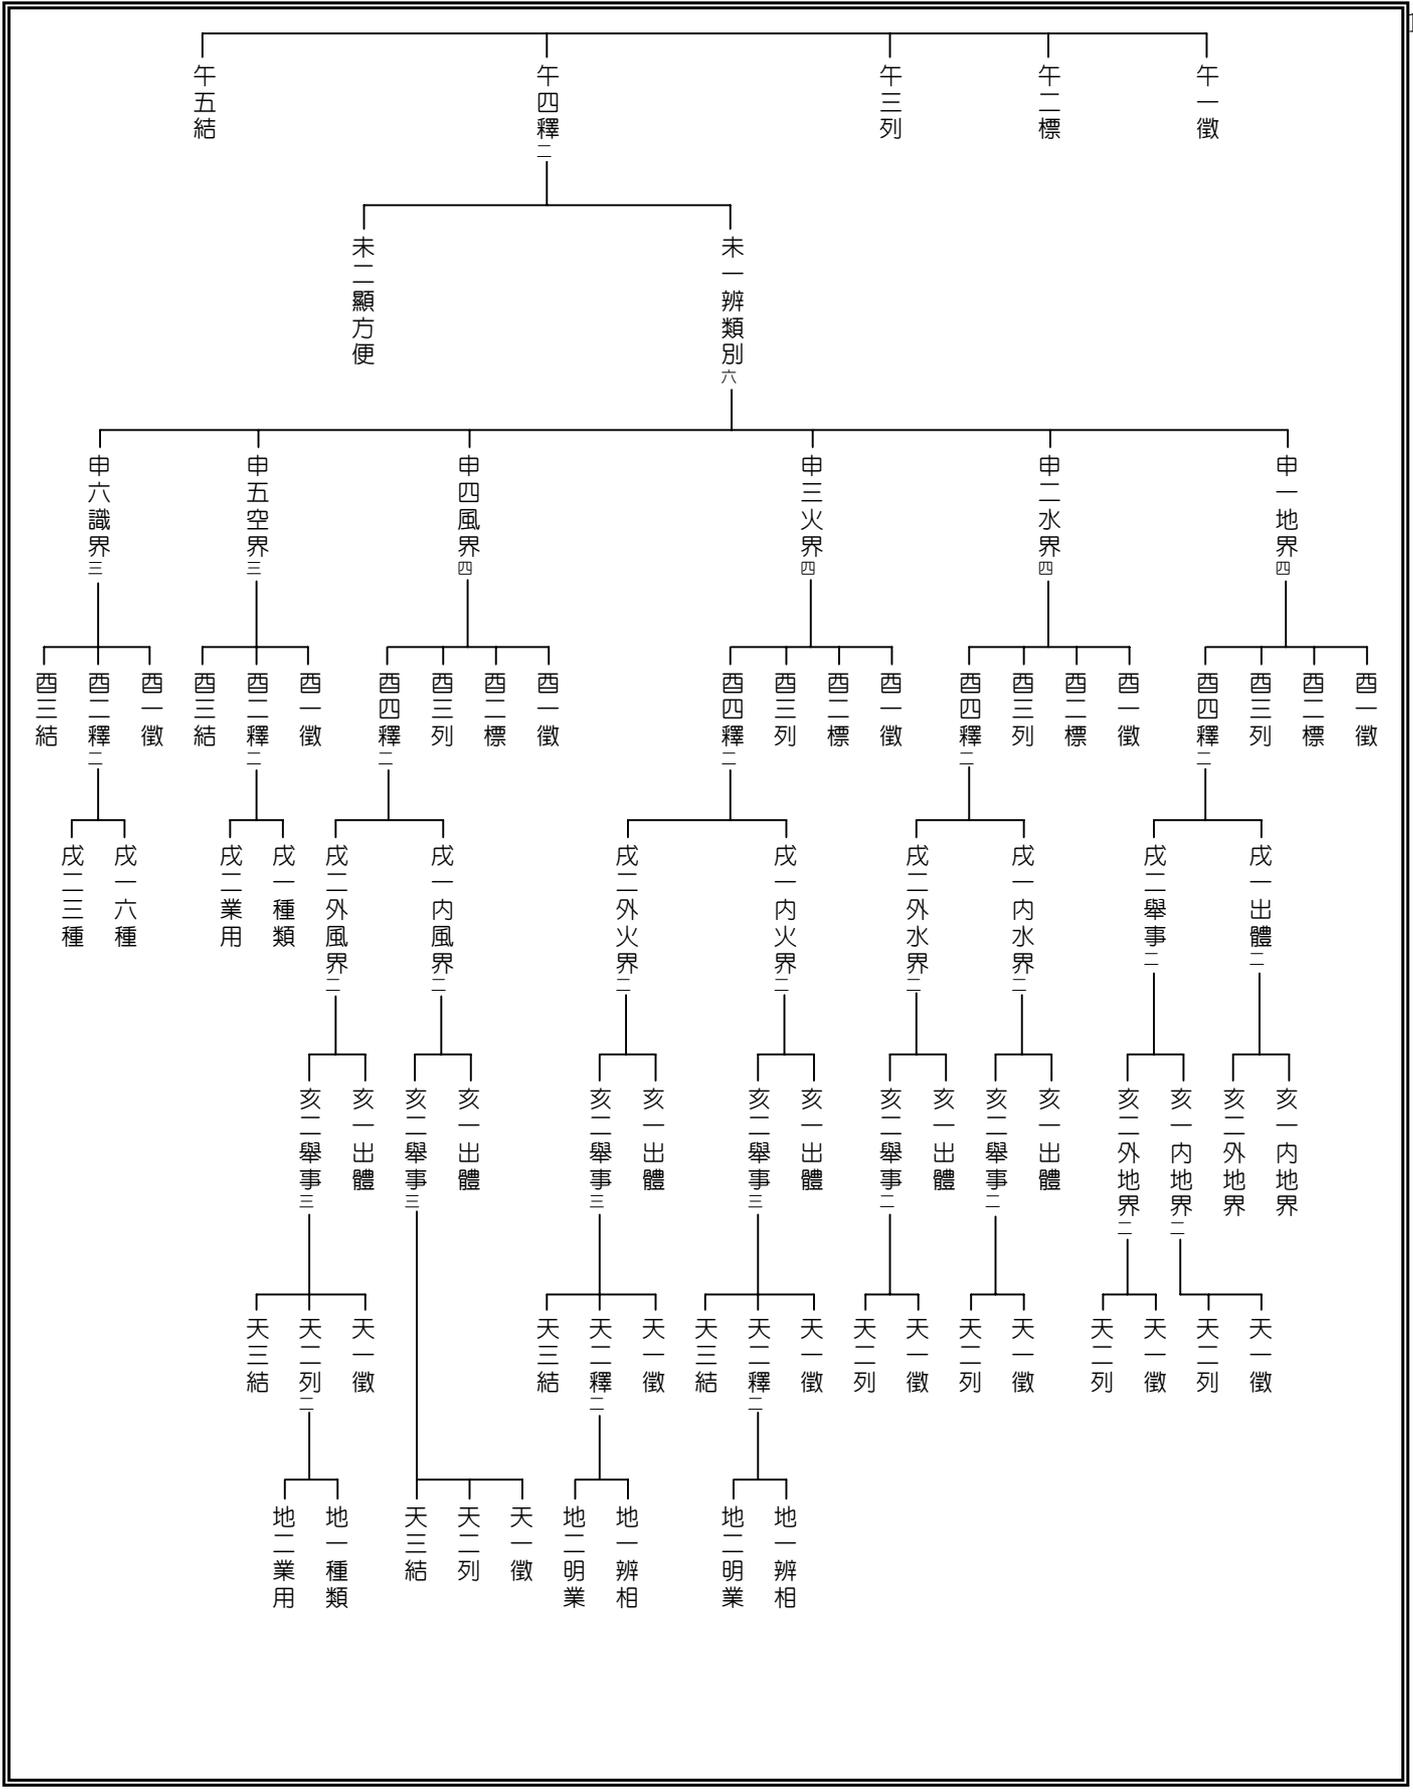 午一徵
午二標
午三列
午四釋二
午五結
未一辨類別六
未二顯方便
申一地界四
申二水界四
申三火界四
申四風界四
申五空界三
申六識界三
酉一徵
酉二標
酉三列
酉四釋二
酉一徵
酉二標
酉三列
酉四釋二
酉一徵
酉二標
酉三列
酉四釋二
酉一徵
酉二標
酉三列
酉四釋二
酉一徵
酉二釋二
酉三結
酉一徵
酉二釋二
酉三結
戌一出體二
戌二舉事二
戌一內水界二
戌二外水界二
戌一內火界二
戌二外火界二
戌一內風界二
戌二外風界二
戌一種類
戌二業用
戌一六種
戌二三種
亥一內地界
亥二外地界
亥一內地界二
亥二外地界二
亥一出體
亥二舉事二
亥一出體
亥二舉事二
亥一出體
亥二舉事三
亥一出體
亥二舉事三
亥一出體
亥二舉事三
亥一出體
亥二舉事三
天一徵
天二列
天一徵
天二列
天一徵
天二列
天一徵
天二列
天一徵
天二釋二
天三結
天一徵
天二釋二
天三結
天一徵
天二列二
天三結
地一辨相
地二明業
地一辨相
地二明業
天一徵
天二列
天三結
地一種類
地二業用